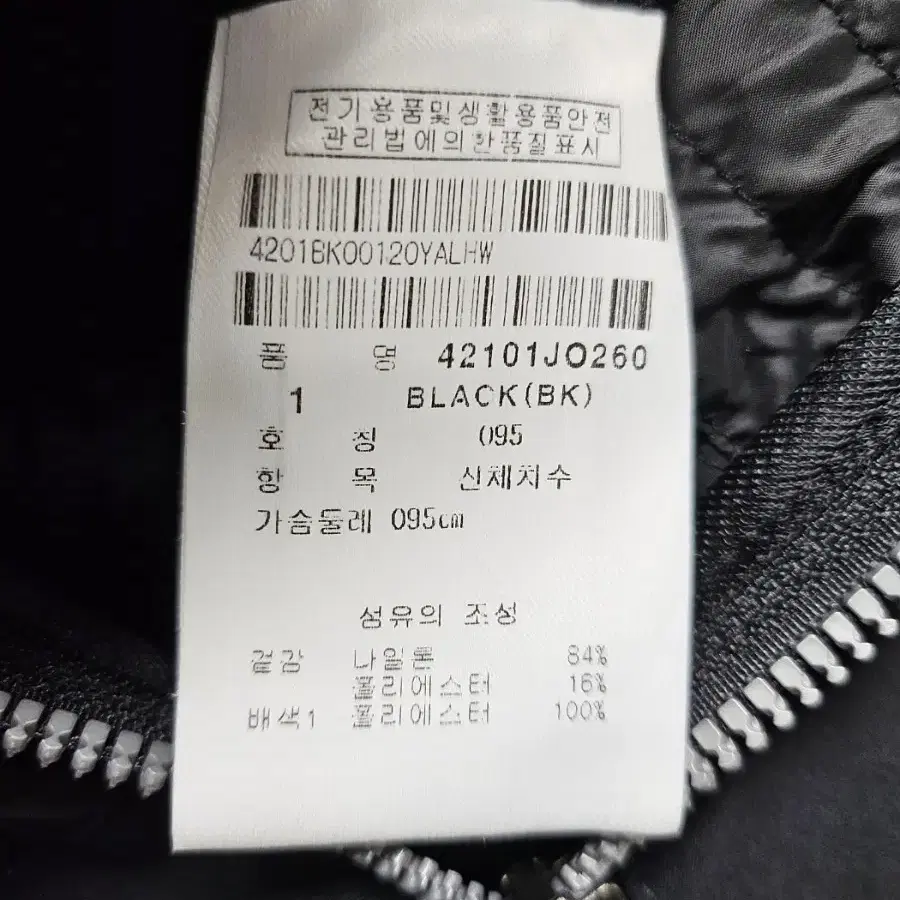 전기용품및생활용품안전
관리법에의한품질표시
4201BK00120YALHW
품 명 42101JO260
1 BLACK(BK)
호 칭 095
항 목 신체치수
가슴둘레 095cm
섬유의 조성
겉감 나일론 84%
폴리에스터 16%
배색1 폴리에스터 100%